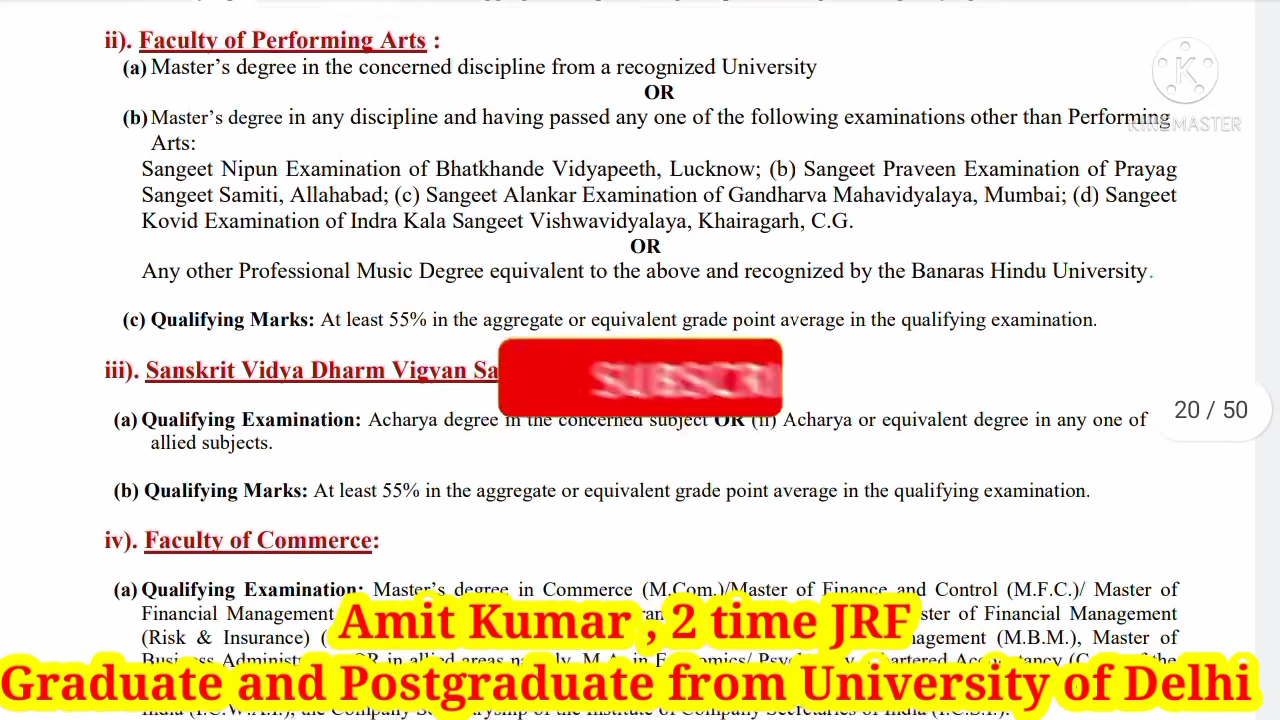 ii). Faculty of Performing Arts :
(a) Master’s degree in the concerned discipline from a recognized University
OR
(b) Master’s degree in any discipline and having passed any one of the following examinations other than Performing
Arts:
KINEMASTER
Sangeet Nipun Examination of Bhatkhande Vidyapeeth, Lucknow; (b) Sangeet Praveen Examination of Prayag
Sangeet Samiti, Allahabad; (c) Sangeet Alankar Examination of Gandharva Mahavidyalaya, Mumbai; (d) Sangeet
Kovid Examination of Indra Kala Sangeet Vishwavidyalaya, Khairagarh, C.G.
OR
Any other Professional Music Degree equivalent to the above and recognized by the Banaras Hindu University.
(c) Qualifying Marks: At least 55% in the aggregate or equivalent grade point average in the qualifying examination.
iii). Sanskrit Vidya Dharm Vigyan Sa
SUBSCRI
20 / 50
(a) Qualifying Examination: Acharya degree in the concerned subject OR (ii) Acharya or equivalent degree in any one of
allied subjects.
(b) Qualifying Marks: At least 55% in the aggregate or equivalent grade point average in the qualifying examination.
iv). Faculty of Commerce:
(a) Qualifying Examination: Master’s degree in Commerce (M.Com.)/Master of Finance and Control (M.F.C.)/ Master of
Financial Management of Financial Management
(Risk & Insurance) (M.B.M.), Master of
Amit Kumar , 2 time JRF
Graduate and Postgraduate from University of Delhi